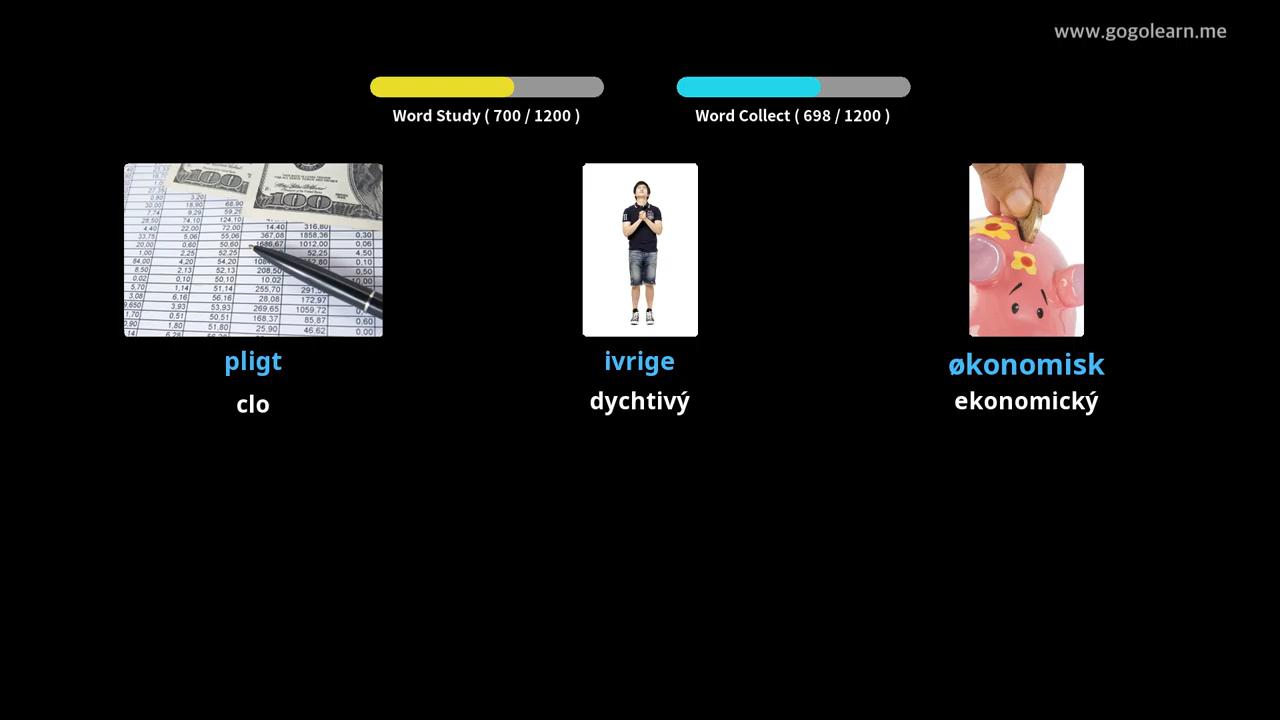 www.gogolearn.me
Word Study ( 700 / 1200 )
Word Collect ( 698 / 1200 )
pligt
clo
ivrige
dychtivý
økonomisk
ekonomický